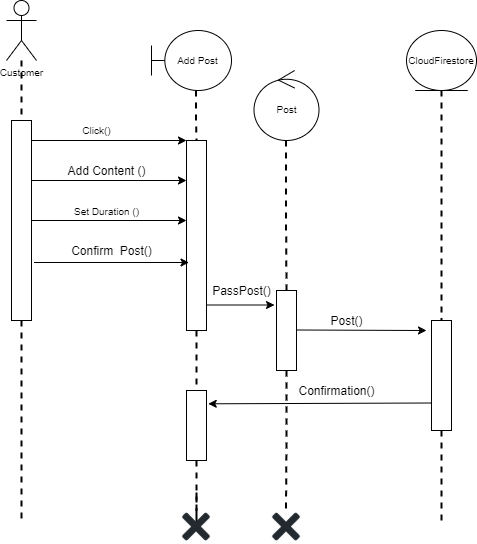 Customer
Add Post
Post
CloudFirestore
Click()
Add Content ()
Set Duration ()
Confirm Post()
PassPost()
Post()
Confirmation()